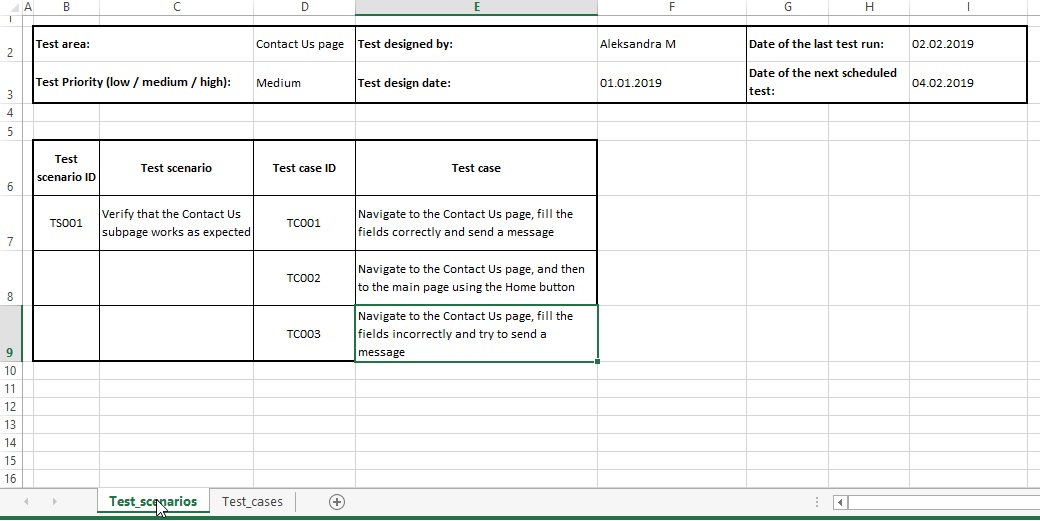 A B C D E F G H I
1
2 Test area: Contact Us page Test designed by: Aleksandra M Date of the last test run: 02.02.2019
Date of the next scheduled
3 Test Priority (low / medium / high): Medium Test design date: 01.01.2019 test: 04.02.2019
4
5
Test
scenario ID Test scenario Test case ID Test case
6
Verify that the Contact Us Navigate to the Contact Us page, fill the
TS001 subpage works as expected TC001 fields correctly and send a message
7
Navigate to the Contact Us page, and then
TC002 to the main page using the Home button
8
Navigate to the Contact Us page, fill the
TC003 fields incorrectly and try to send a
9 message
10
11
12
13
14
15
16
Test_scenarios Test_cases